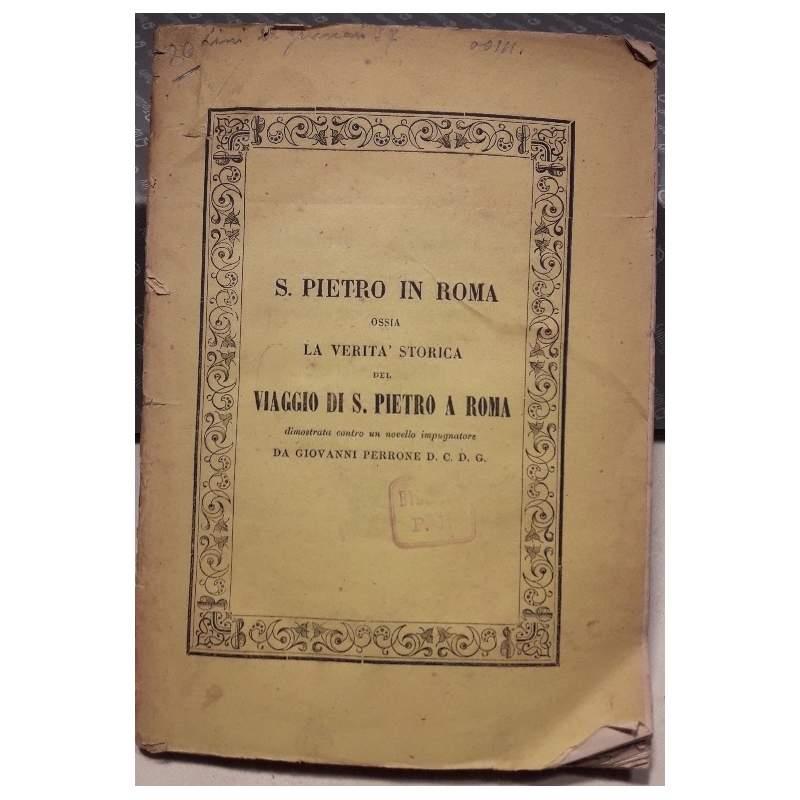 20
S. PIETRO IN ROMA
OSSIA
LA VERITA' STORICA
DEL
VIAGGIO DI S. PIETRO A ROMA
dimostrata contro un novello impugnatore
DA GIOVANNI PERRONE D. C. D. G.